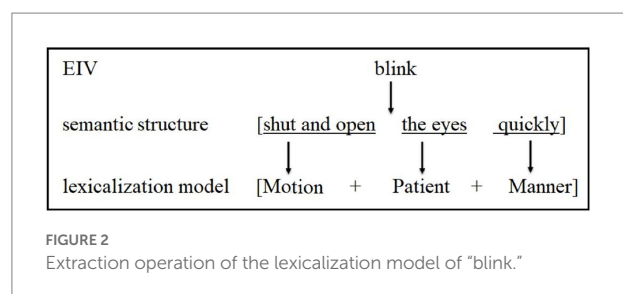 EIV blink
semantic structure [shut and open the eyes quickly]
lexicalization model [Motion + Patient + Manner]
FIGURE 2
Extraction operation of the lexicalization model of “blink.”